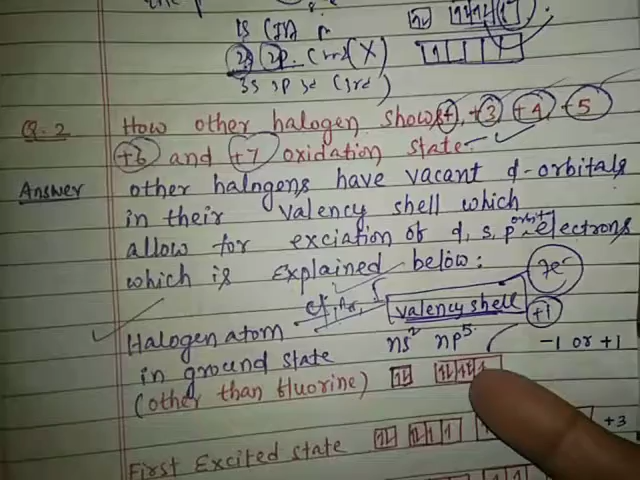 1s (I)
2s 2p. (nd) (X)
3s 3p 3d (3rd)
Q.2 How other halogen shows +1, +3, +4, +5
+6 and +7 oxidation state.
Answer other halogens have vacant d-orbitals
in their valency shell which
allow for exciation of d, s, p orbit electrons
which is explained below:
7e-
valency shell +1
Halogen atom ns² np⁵ -1 or +1
in ground state
(other than fluorine)
First Excited state +3